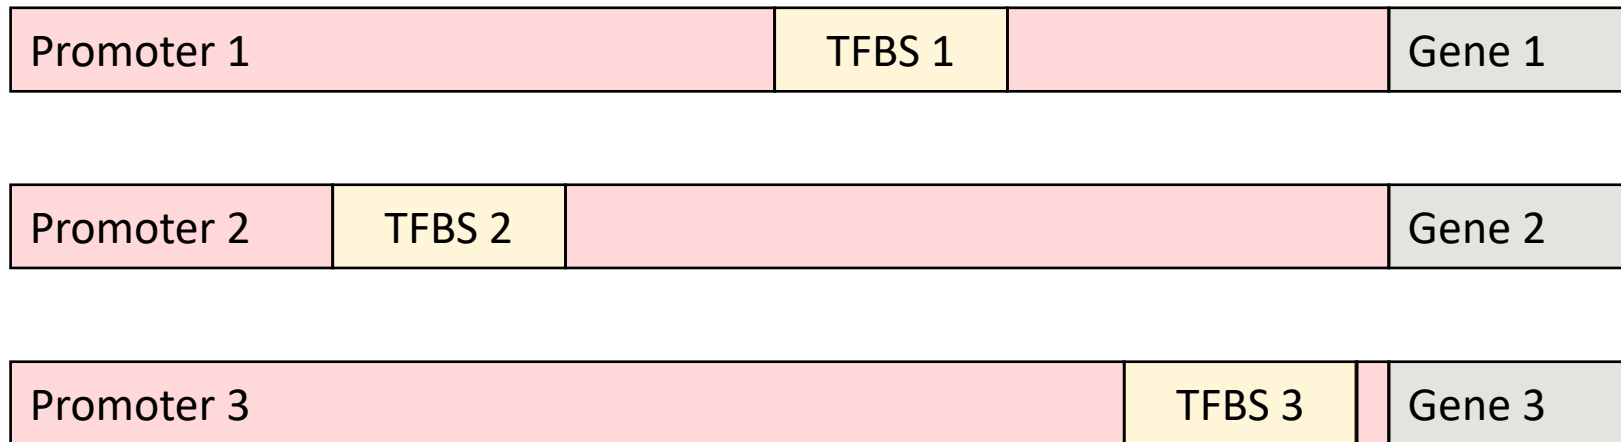 Promoter 1 TFBS 1 Gene 1
Promoter 2 TFBS 2 Gene 2
Promoter 3 TFBS 3 Gene 3